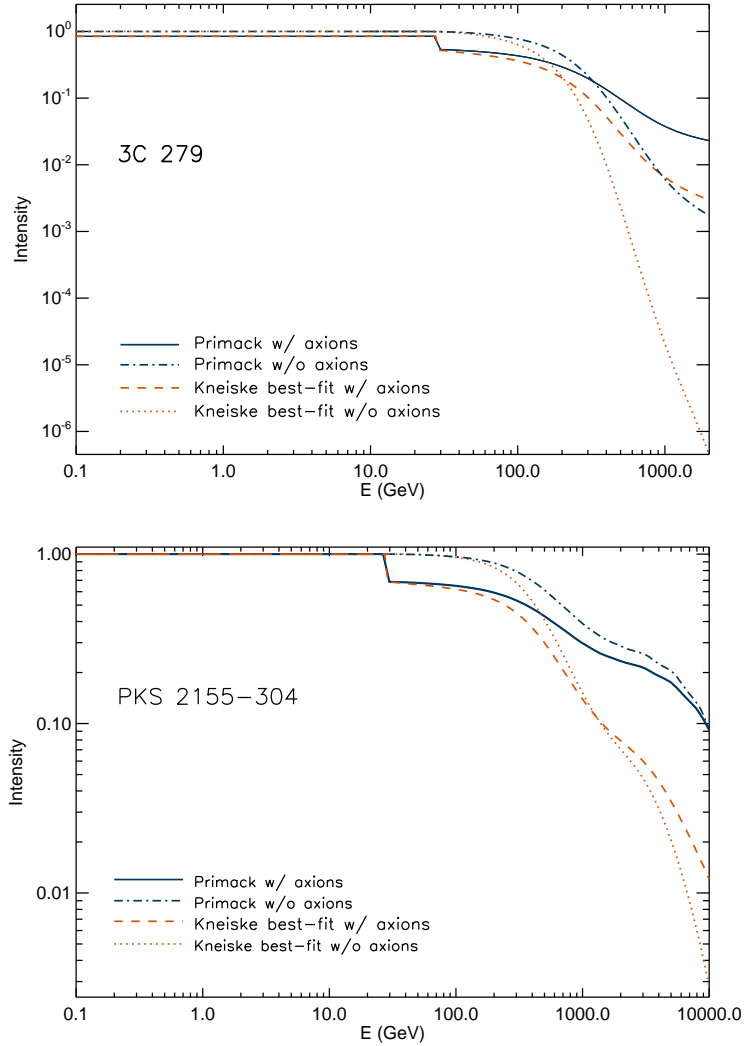 10^0
10^-1
10^-2
10^-3
10^-4
10^-5
10^-6
Intensity
3C 279
Primack w/ axions
Primack w/o axions
Kneiske best-fit w/ axions
Kneiske best-fit w/o axions
0.1 1.0 10.0 100.0 1000.0
E (GeV)
1.00
0.10
0.01
Intensity
PKS 2155-304
Primack w/ axions
Primack w/o axions
Kneiske best-fit w/ axions
Kneiske best-fit w/o axions
0.1 1.0 10.0 100.0 1000.0 10000.0
E (GeV)